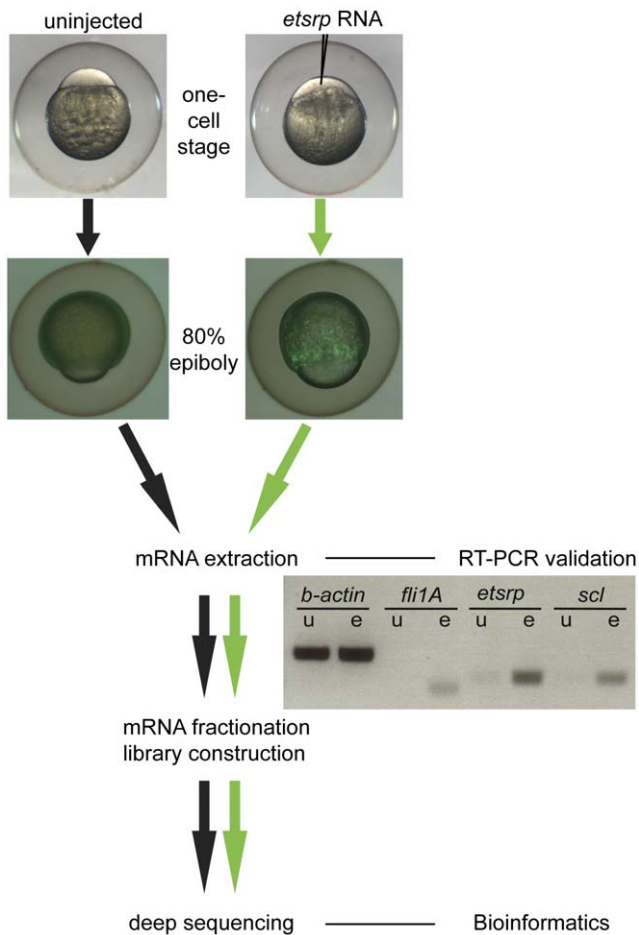 uninjected
etsrp RNA
one-
cell
stage
80%
epiboly
mRNA extraction
RT-PCR validation
b-actin fli1A etsrp scl
u e u e u e u e
mRNA fractionation
library construction
deep sequencing
Bioinformatics